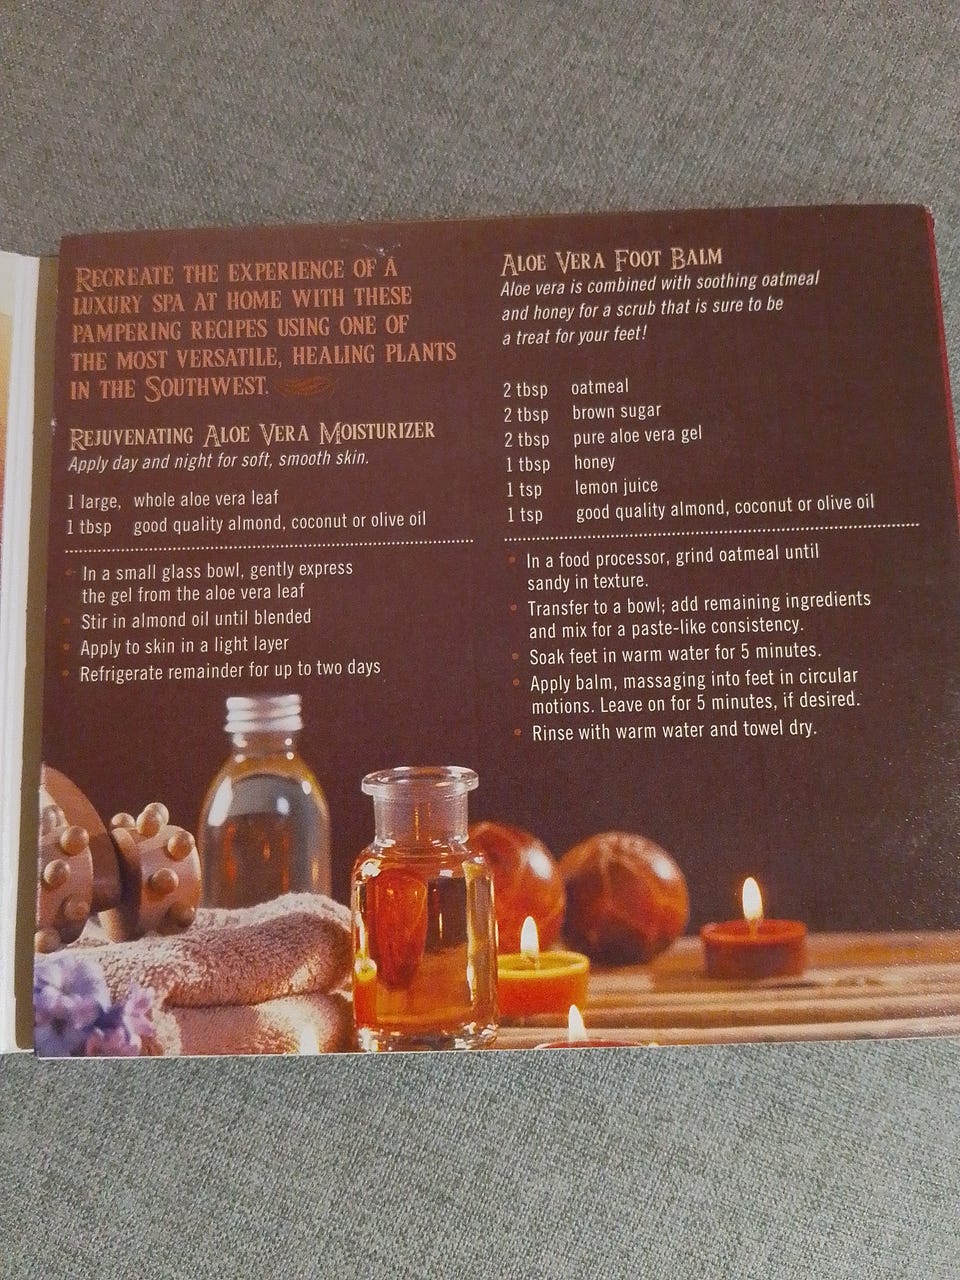 RECREATE THE EXPERIENCE OF A
LUXURY SPA AT HOME WITH THESE
PAMPERING RECIPES USING ONE OF
THE MOST VERSATILE, HEALING PLANTS
IN THE SOUTHWEST.
REJUVENATING ALOE VERA MOISTURIZER
Apply day and night for soft, smooth skin.
1 large, whole aloe vera leaf
1 tbsp good quality almond, coconut or olive oil
• In a small glass bowl, gently express
the gel from the aloe vera leaf
• Stir in almond oil until blended
• Apply to skin in a light layer
• Refrigerate remainder for up to two days
ALOE VERA FOOT BALM
Aloe vera is combined with soothing oatmeal
and honey for a scrub that is sure to be
a treat for your feet!
2 tbsp oatmeal
2 tbsp brown sugar
2 tbsp pure aloe vera gel
1 tbsp honey
1 tsp lemon juice
1 tsp good quality almond, coconut or olive oil
• In a food processor, grind oatmeal until
sandy in texture.
• Transfer to a bowl; add remaining ingredients
and mix for a paste-like consistency.
• Soak feet in warm water for 5 minutes.
• Apply balm, massaging into feet in circular
motions. Leave on for 5 minutes, if desired.
• Rinse with warm water and towel dry.